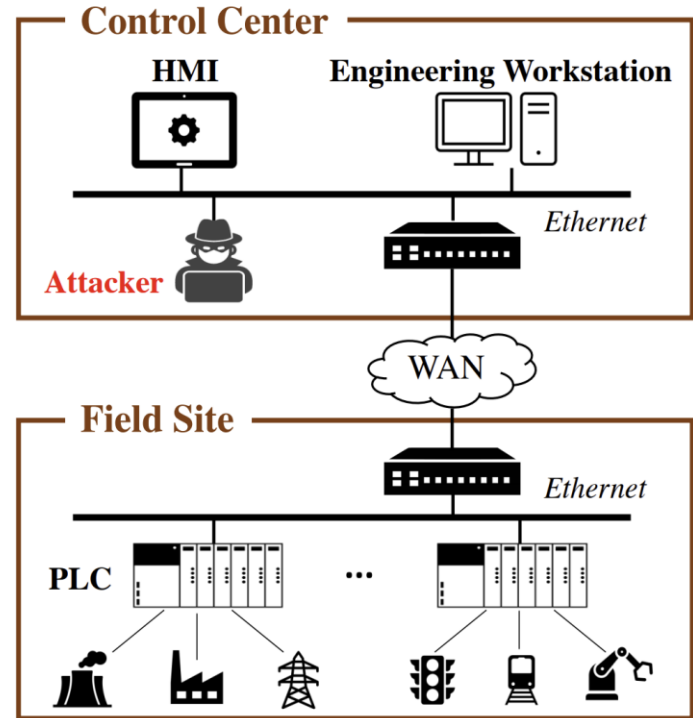 Control Center
HMI
Engineering Workstation
Ethernet
Attacker
WAN
Field Site
Ethernet
PLC
...